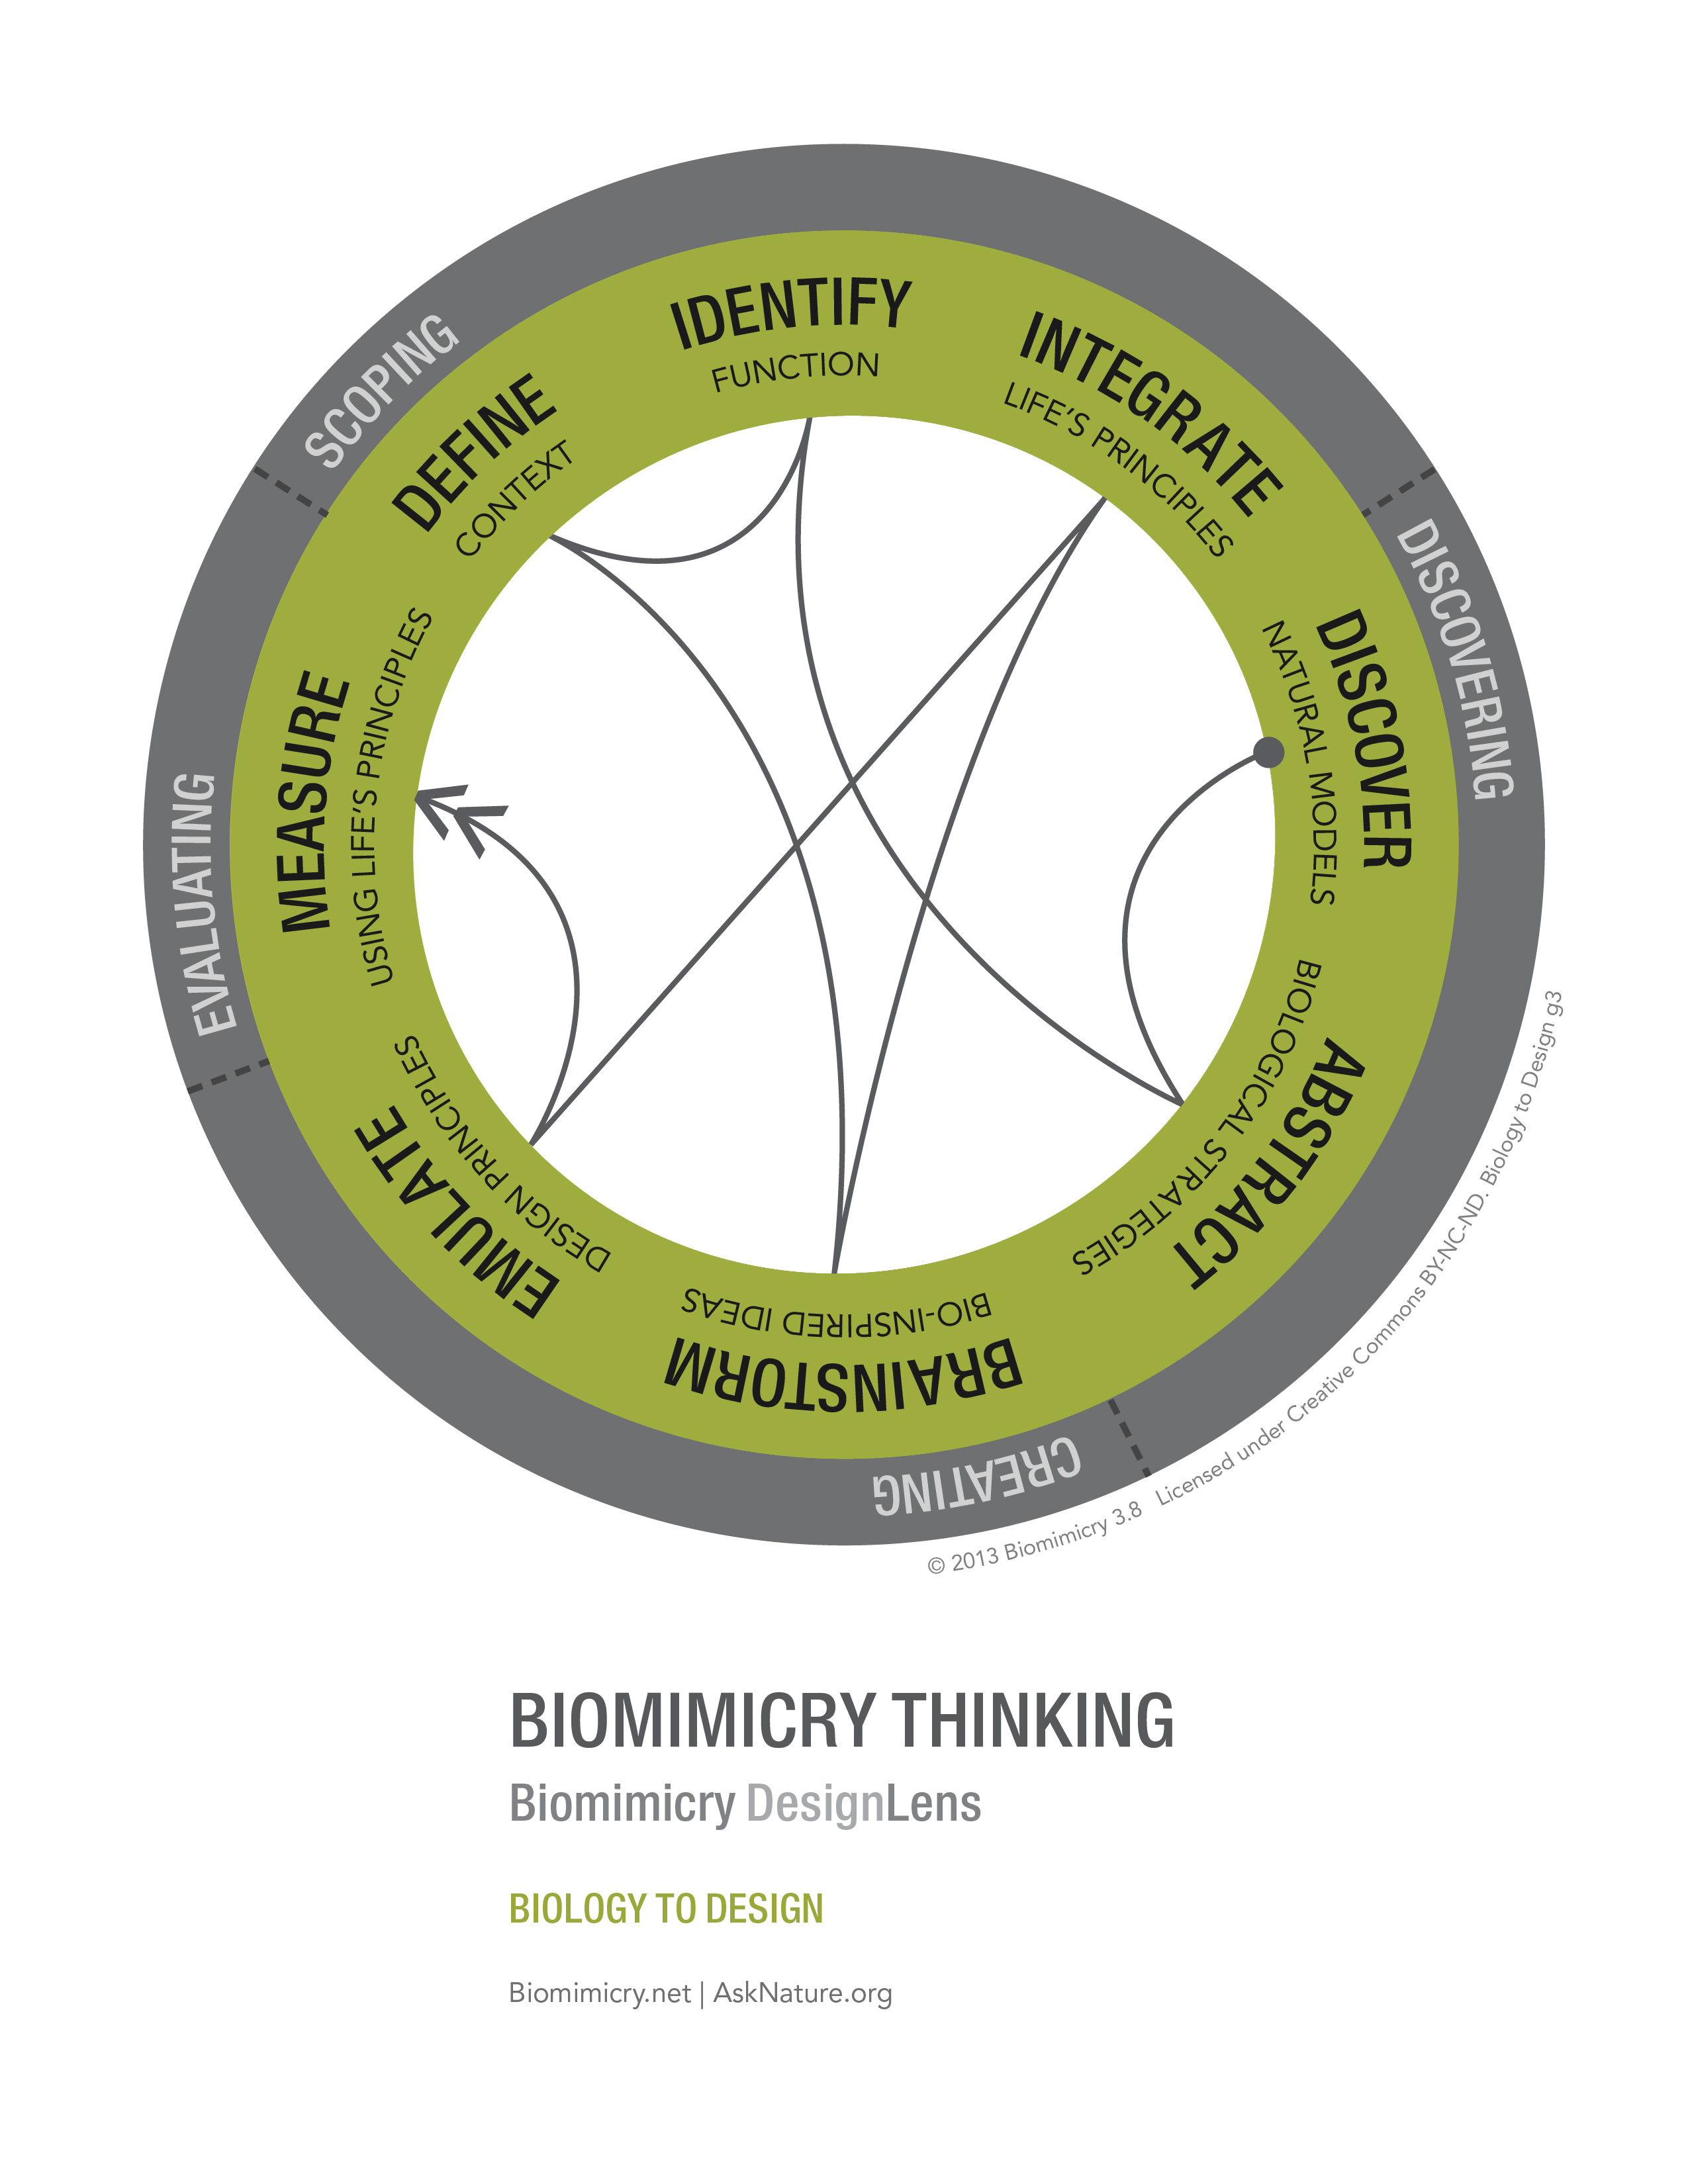 SCOPING
DEFINE
CONTEXT
IDENTIFY
FUNCTION
INTEGRATE
LIFE'S PRINCIPLES
DISCOVERING
DISCOVER
NATURAL MODELS
ABSTRACT
BIOLOGICAL STRATEGIES
CREATING
BRAINSTORM
BIO-INSPIRED IDEAS
EMULATE
DESIGN PRINCIPLES
EVALUATING
MEASURE
USING LIFE'S PRINCIPLES
© 2013 Biomimicry 3.8 Licensed under Creative Commons BY-NC-ND. Biology to Design g3
BIOMIMICRY THINKING
Biomimicry DesignLens
BIOLOGY TO DESIGN
Biomimicry.net | AskNature.org